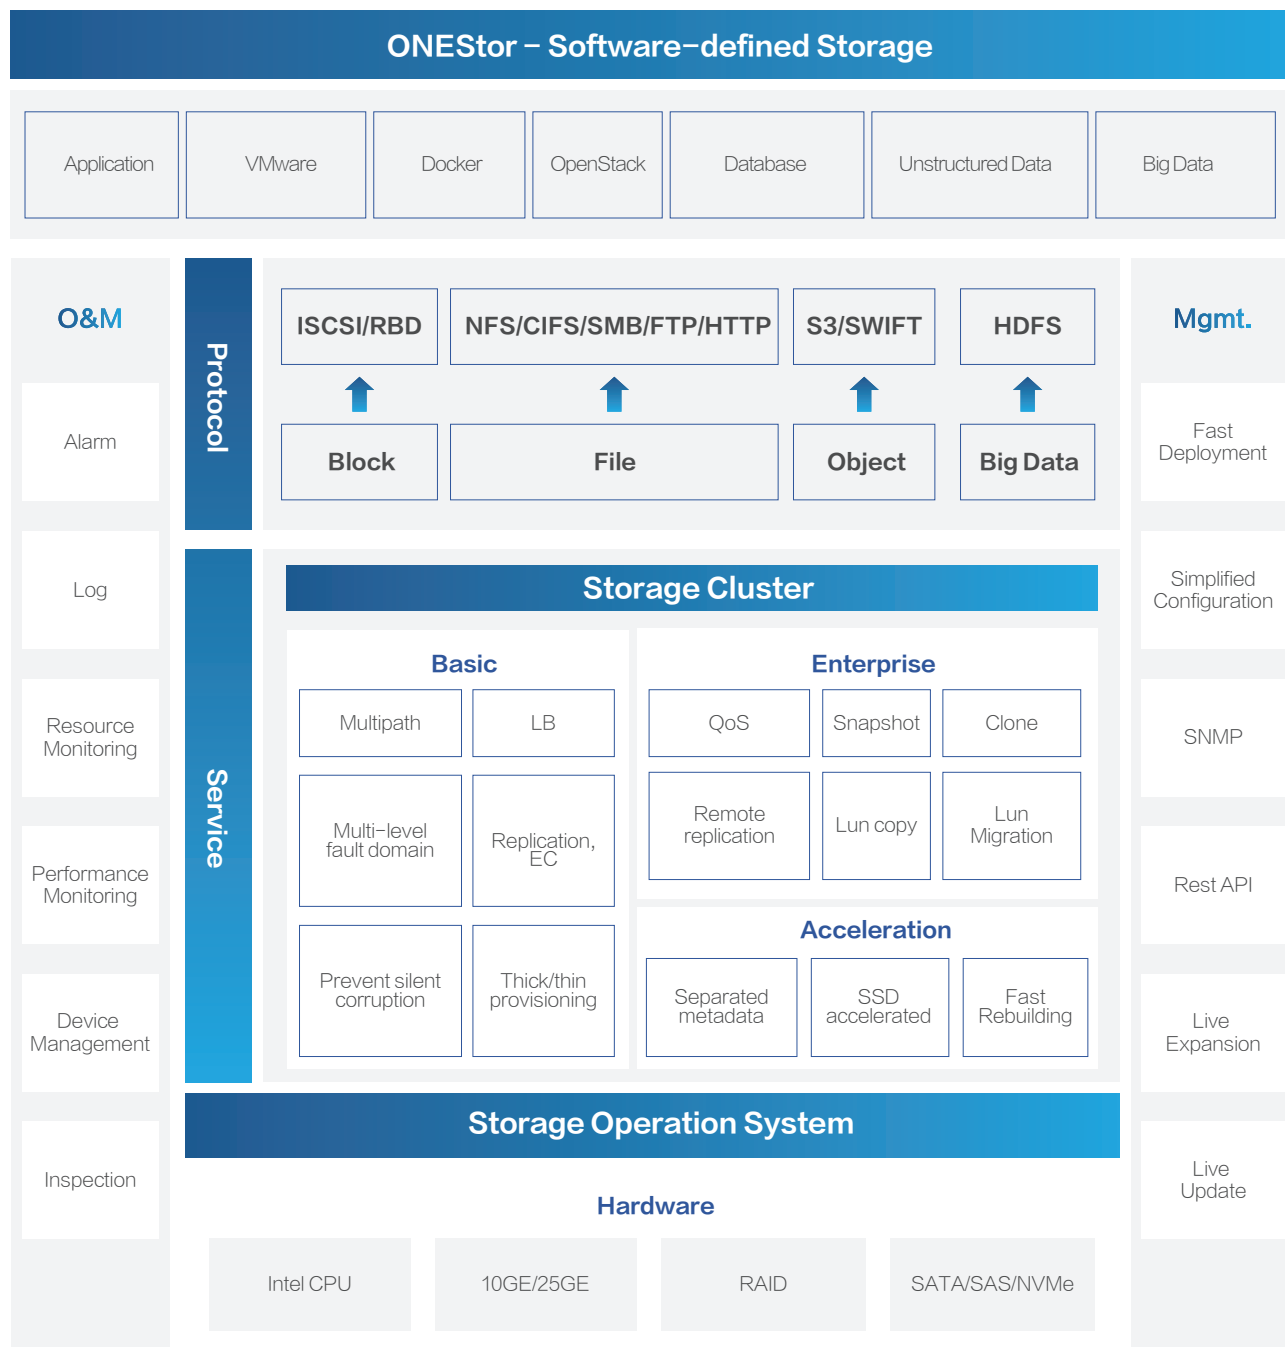 ONEStor – Software-defined Storage
Application
VMware
Docker
OpenStack
Database
Unstructured Data
Big Data
O&M
Alarm
Log
Resource
Monitoring
Performance
Monitoring
Device
Management
Inspection
Protocol
ISCSI/RBD
NFS/CIFS/SMB/FTP/HTTP
S3/SWIFT
HDFS
Block
File
Object
Big Data
Service
Storage Cluster
Basic
Multipath
LB
Multi-level
fault domain
Replication,
EC
Prevent silent
corruption
Thick/thin
provisioning
Enterprise
QoS
Snapshot
Clone
Remote
replication
Lun copy
Lun
Migration
Acceleration
Separated
metadata
SSD
accelerated
Fast
Rebuilding
Storage Operation System
Hardware
Intel CPU
10GE/25GE
RAID
SATA/SAS/NVMe
Mgmt.
Fast
Deployment
Simplified
Configuration
SNMP
Rest API
Live
Expansion
Live
Update